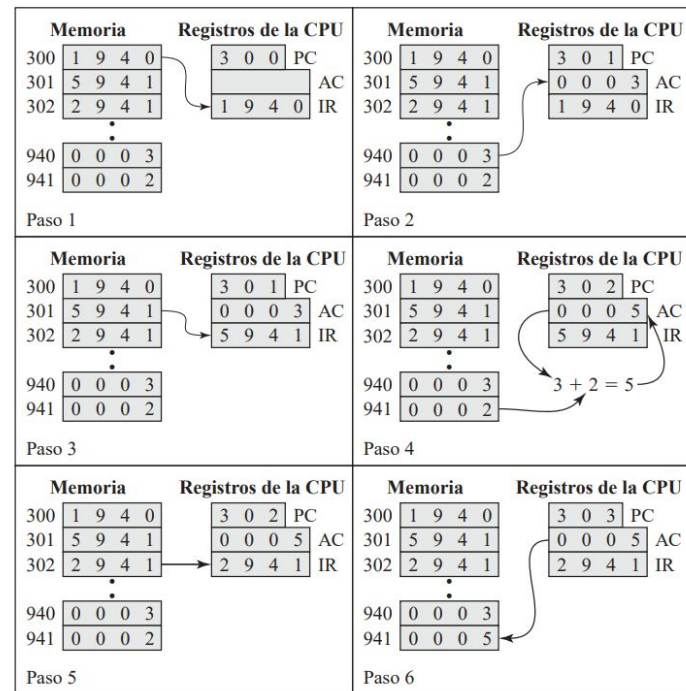 Memoria Registros de la CPU
300 1 9 4 0 3 0 0 PC
301 5 9 4 1 AC
302 2 9 4 1 1 9 4 0 IR
940 0 0 0 3
941 0 0 0 2
Paso 1
Memoria Registros de la CPU
300 1 9 4 0 3 0 1 PC
301 5 9 4 1 0 0 0 3 AC
302 2 9 4 1 1 9 4 0 IR
940 0 0 0 3
941 0 0 0 2
Paso 2
Memoria Registros de la CPU
300 1 9 4 0 3 0 1 PC
301 5 9 4 1 0 0 0 3 AC
302 2 9 4 1 5 9 4 1 IR
940 0 0 0 3
941 0 0 0 2
Paso 3
Memoria Registros de la CPU
300 1 9 4 0 3 0 2 PC
301 5 9 4 1 0 0 0 5 AC
302 2 9 4 1 5 9 4 1 IR
940 0 0 0 3 3 + 2 = 5
941 0 0 0 2
Paso 4
Memoria Registros de la CPU
300 1 9 4 0 3 0 2 PC
301 5 9 4 1 0 0 0 5 AC
302 2 9 4 1 2 9 4 1 IR
940 0 0 0 3
941 0 0 0 2
Paso 5
Memoria Registros de la CPU
300 1 9 4 0 3 0 3 PC
301 5 9 4 1 0 0 0 5 AC
302 2 9 4 1 2 9 4 1 IR
940 0 0 0 3
941 0 0 0 5
Paso 6